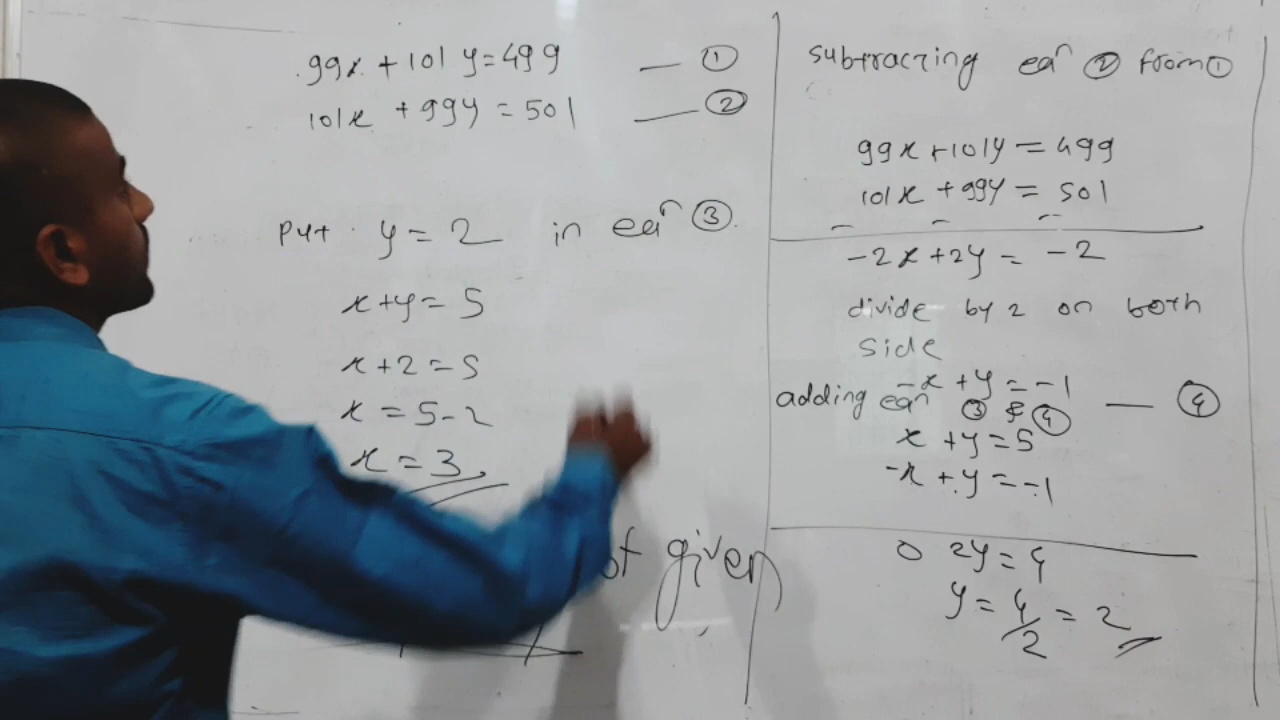 99x + 101 y = 499 — ①
101x + 99y = 501 — ②
put y = 2 in eqⁿ ③.
x + y = 5
x + 2 = 5
x = 5 - 2
x = 3
of given
subtracting eqⁿ ② from ①
99x + 101y = 499
101x + 99y = 501
- - -
-2x + 2y = -2
divide by 2 on both
side
-x + y = -1 — ④
adding eqⁿ ③ & ④
x + y = 5
-x + y = -1
0 2y = 4
y = 4/2 = 2